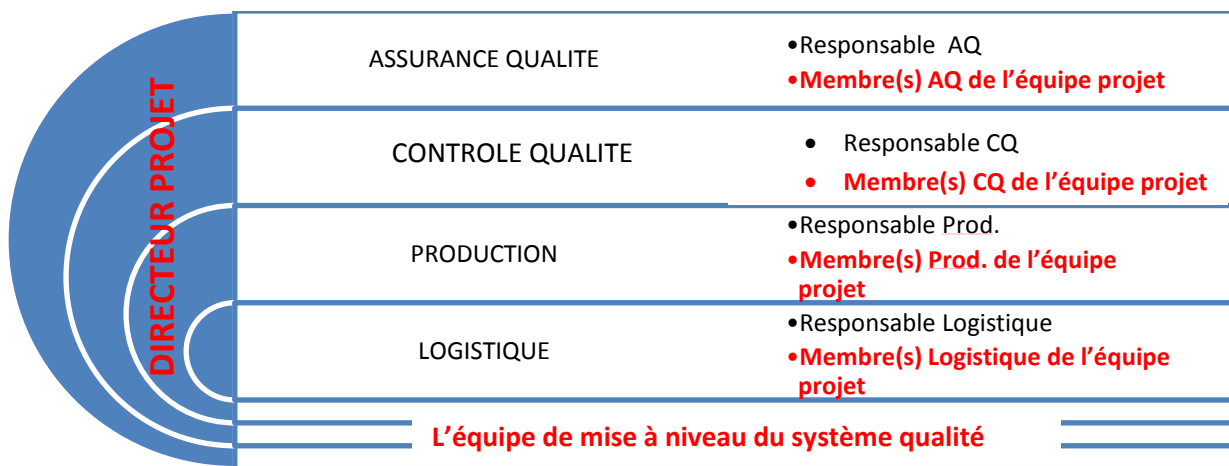 DIRECTEUR PROJET
ASSURANCE QUALITE
•Responsable AQ
•Membre(s) AQ de l’équipe projet
CONTROLE QUALITE
• Responsable CQ
• Membre(s) CQ de l’équipe projet
PRODUCTION
•Responsable Prod.
•Membre(s) Prod. de l’équipe
projet
LOGISTIQUE
•Responsable Logistique
•Membre(s) Logistique de l’équipe
projet
L’équipe de mise à niveau du système qualité